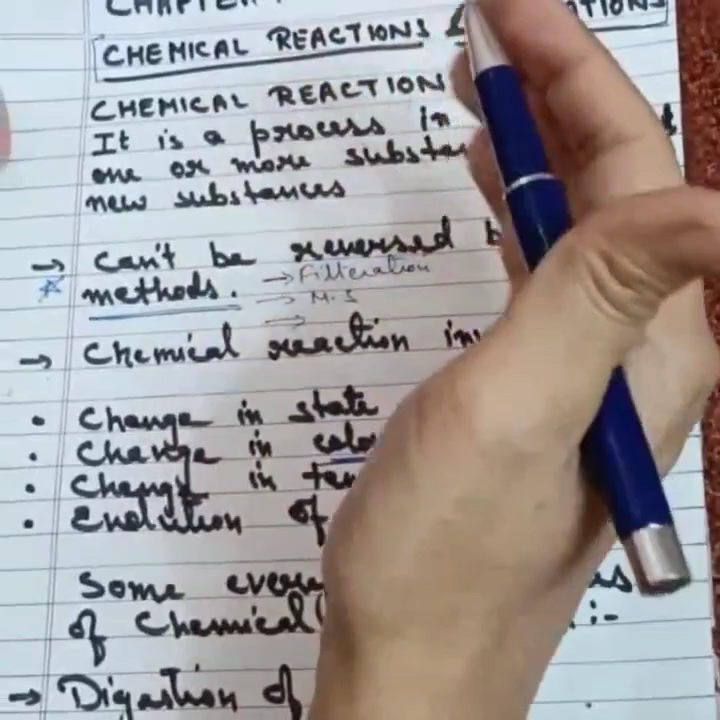 CHAPTER
CHEMICAL REACTIONS
CHEMICAL REACTION
It is a process in
one or more substan
new substances
→ Can't be reversed b
methods. → Filteration
→ M.S
→
→ Chemical reaction in
• Change in state
• Change in colo
• Change in tem
• Evolution of
Some every
of Chemical :-
→ Digestion of